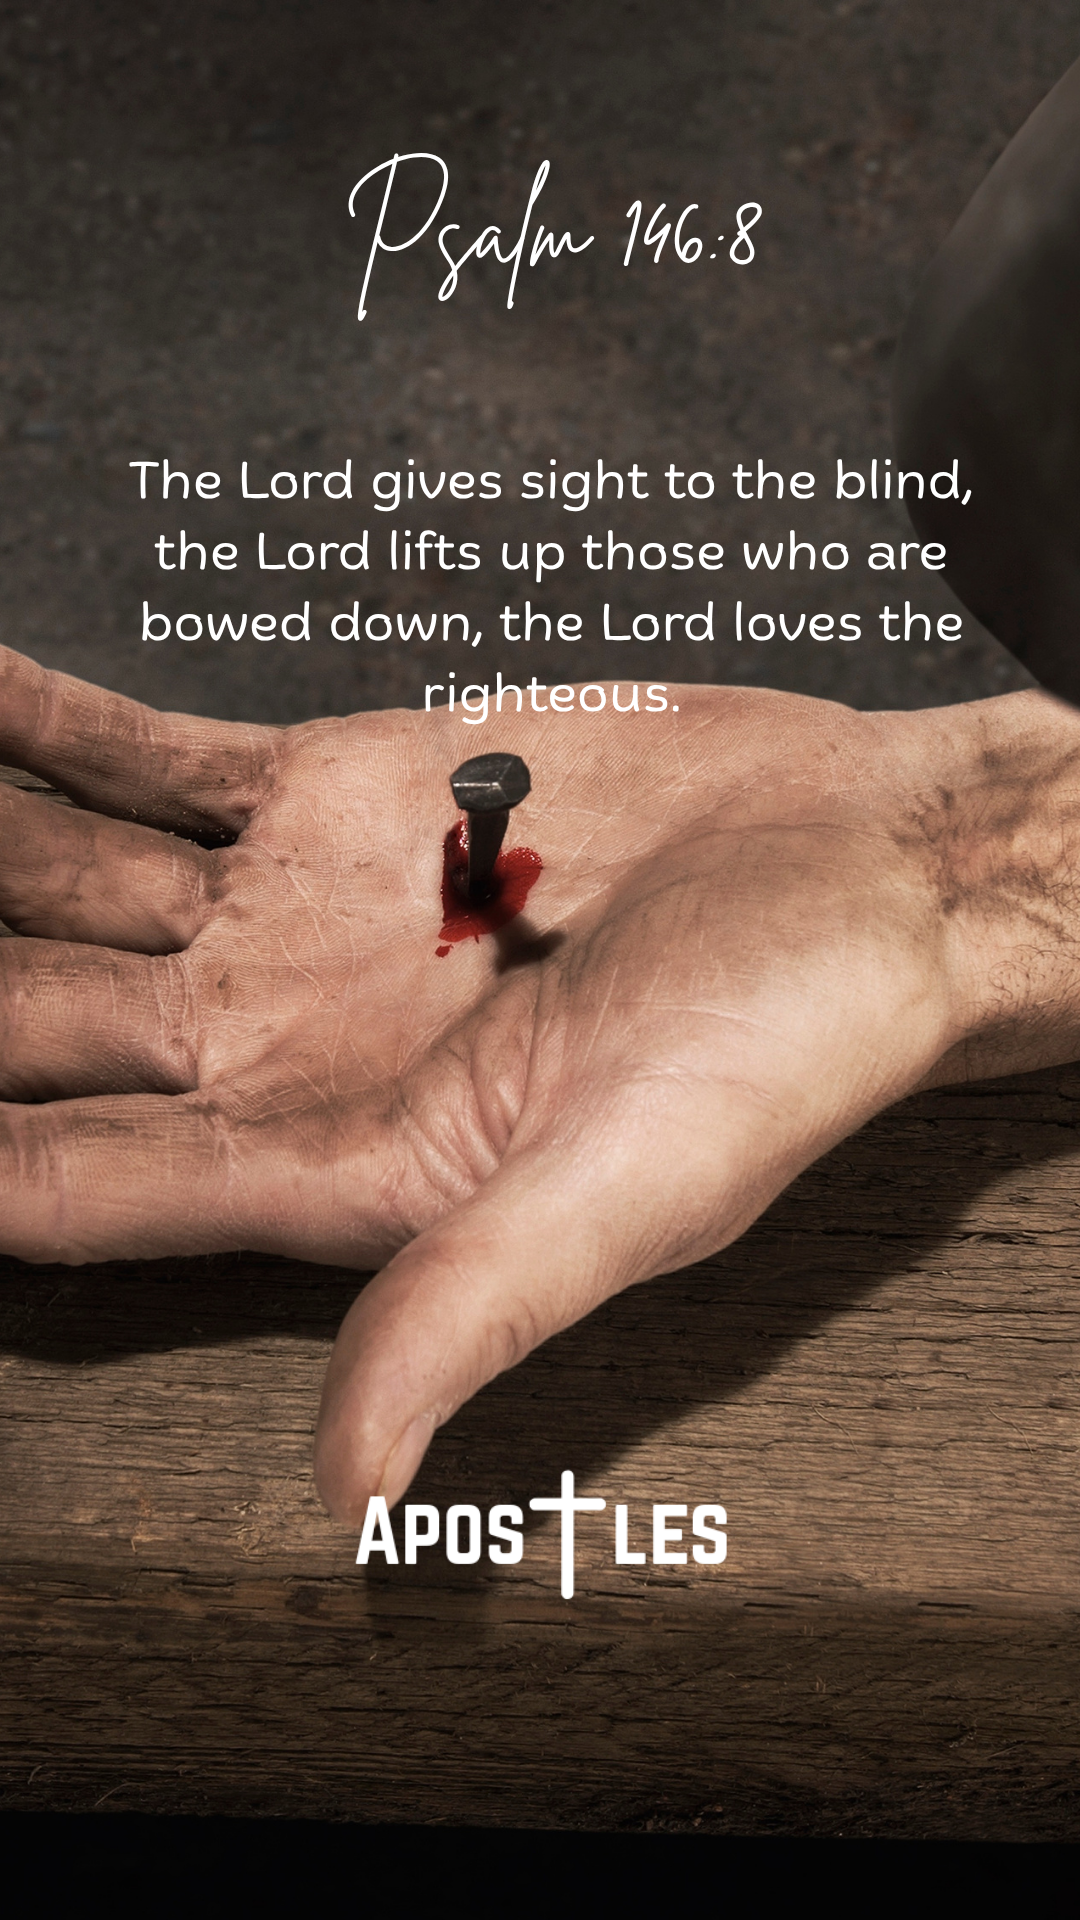 Psalm 146:8
The Lord gives sight to the blind,
the Lord lifts up those who are
bowed down, the Lord loves the
righteous.
APOSTLES